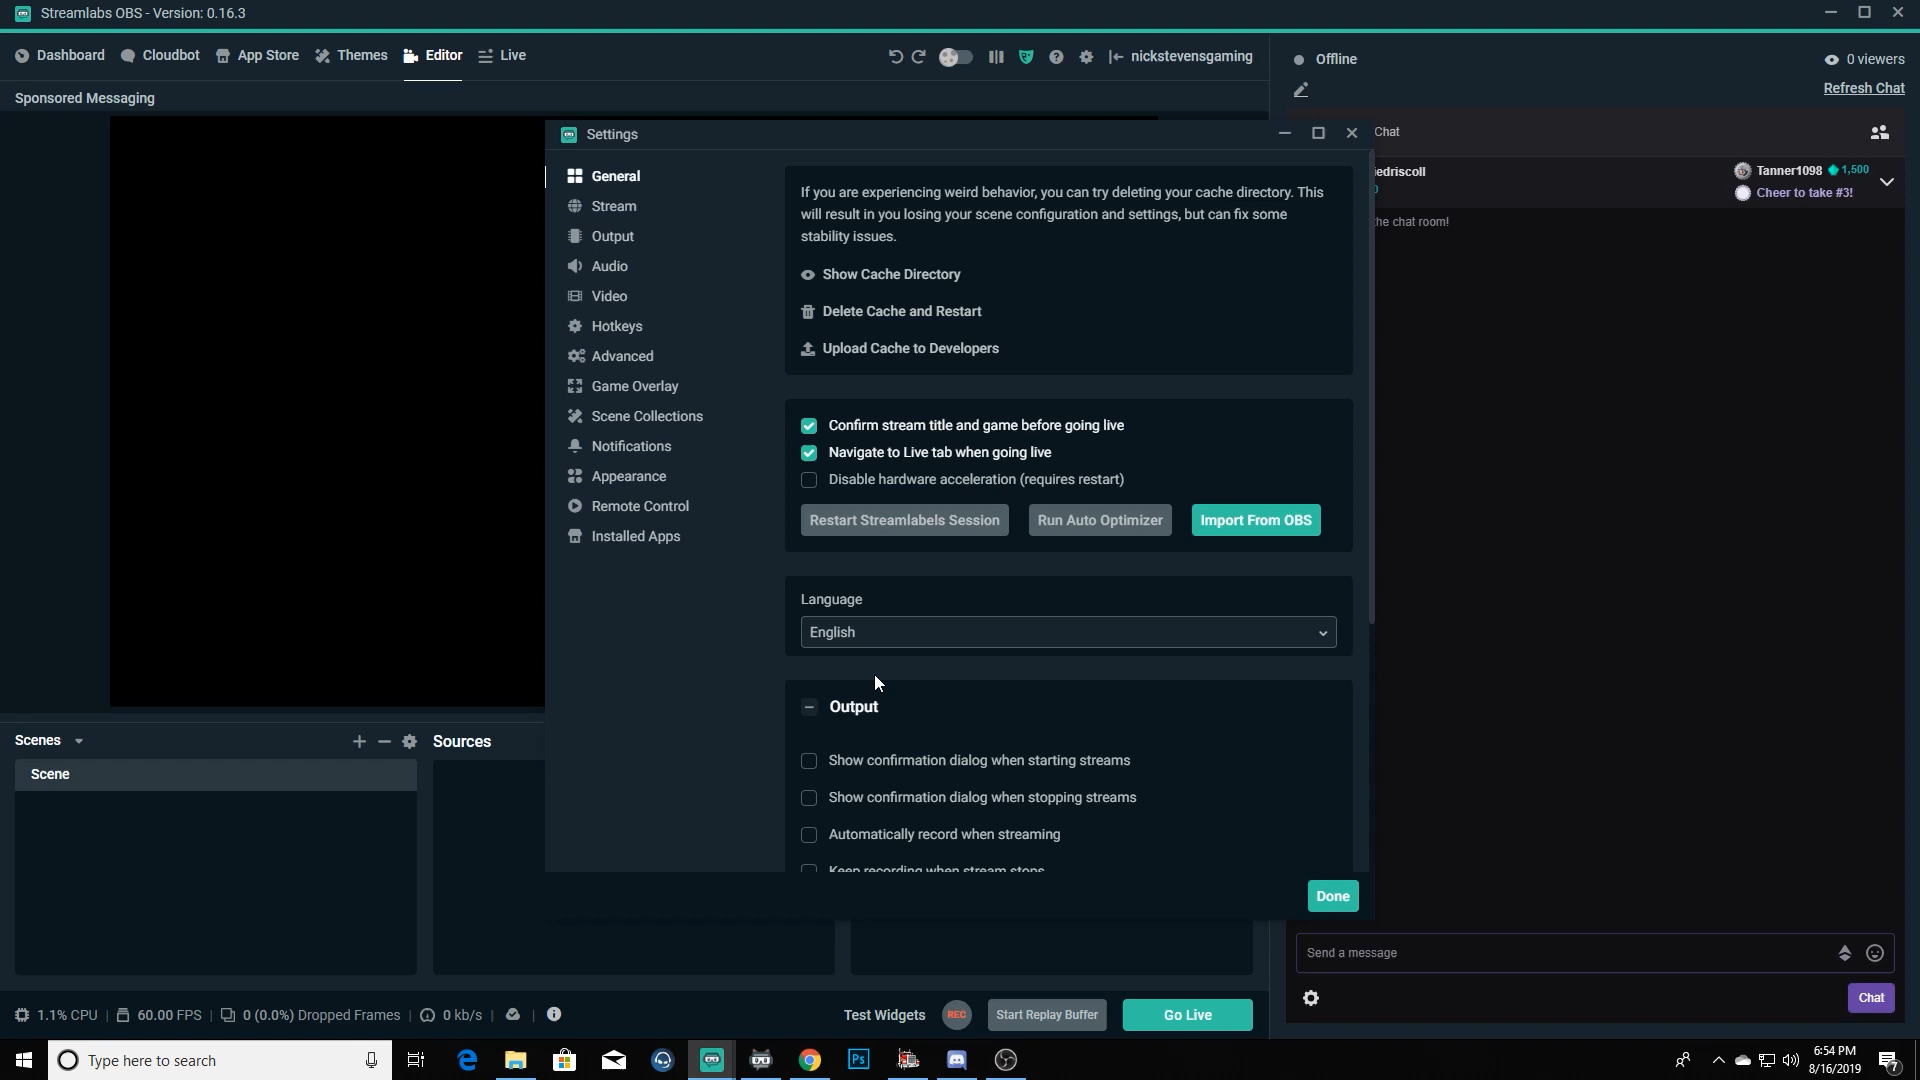 Streamlabs OBS - Version: 0.16.3
Dashboard
Cloudbot
App Store
Themes
Editor
Live
nickstevensgaming
Offline
0 viewers
Refresh Chat
Sponsored Messaging
Settings
General
Stream
Output
Audio
Video
Hotkeys
Advanced
Game Overlay
Scene Collections
Notifications
Appearance
Remote Control
Installed Apps
If you are experiencing weird behavior, you can try deleting your cache directory. This
will result in you losing your scene configuration and settings, but can fix some
stability issues.
Show Cache Directory
Delete Cache and Restart
Upload Cache to Developers
Confirm stream title and game before going live
Navigate to Live tab when going live
Disable hardware acceleration (requires restart)
Restart Streamlabels Session
Run Auto Optimizer
Import From OBS
Language
English
Output
Show confirmation dialog when starting streams
Show confirmation dialog when stopping streams
Automatically record when streaming
Keep recording when stream stops
Done
Chat
iedriscoll
Tanner1098 1,500
Cheer to take #3!
the chat room!
Scenes
Scene
Sources
Send a message
Chat
1.1% CPU
60.00 FPS
0 (0.0%) Dropped Frames
0 kb/s
Test Widgets
REC
Start Replay Buffer
Go Live
Type here to search
Ps
6:54 PM
8/16/2019
7